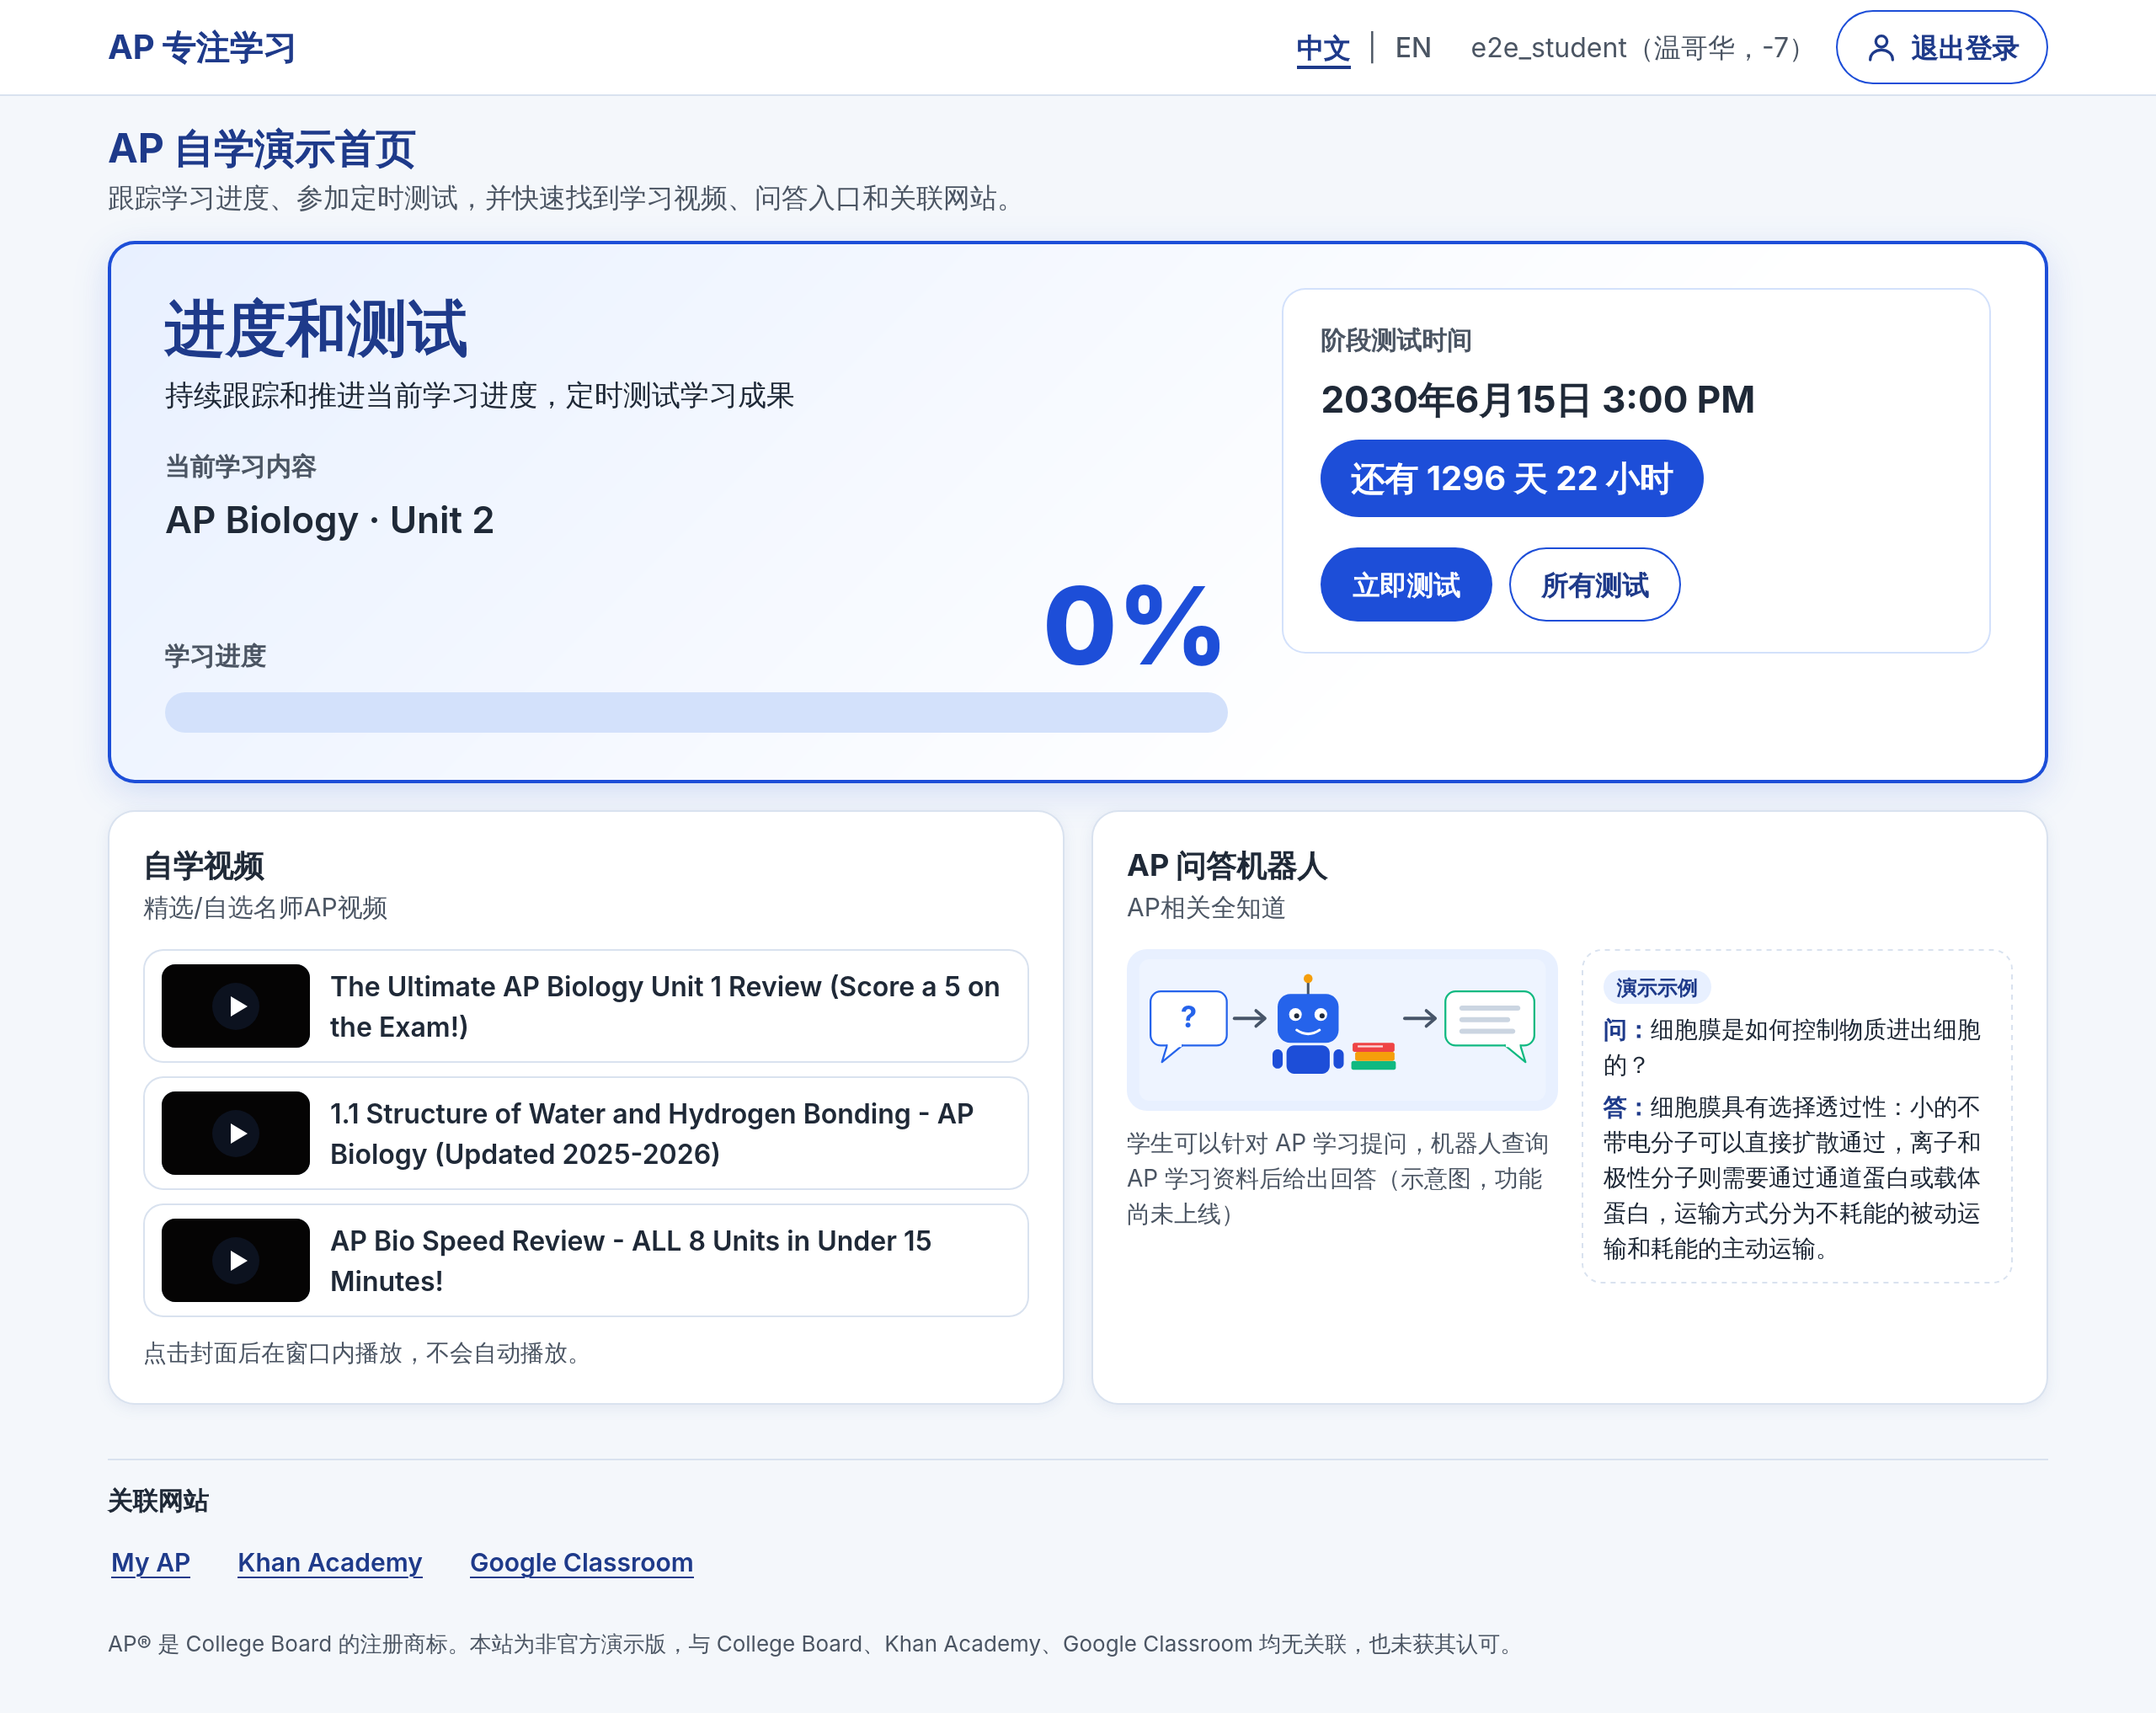 AP 专注学习
中文 | EN e2e_student（温哥华，-7） 退出登录
AP 自学演示首页
跟踪学习进度、参加定时测试，并快速找到学习视频、问答入口和关联网站。
进度和测试
持续跟踪和推进当前学习进度，定时测试学习成果
当前学习内容
AP Biology · Unit 2
学习进度
0%
阶段测试时间
2030年6月15日 3:00 PM
还有 1296 天 22 小时
立即测试 所有测试
自学视频
精选/自选名师AP视频
The Ultimate AP Biology Unit 1 Review (Score a 5 on
the Exam!)
1.1 Structure of Water and Hydrogen Bonding - AP
Biology (Updated 2025-2026)
AP Bio Speed Review - ALL 8 Units in Under 15
Minutes!
点击封面后在窗口内播放，不会自动播放。
AP 问答机器人
AP相关全知道
?
学生可以针对 AP 学习提问，机器人查询
AP 学习资料后给出回答（示意图，功能
尚未上线）
演示示例
问：细胞膜是如何控制物质进出细胞
的？
答：细胞膜具有选择透过性：小的不
带电分子可以直接扩散通过，离子和
极性分子则需要通过通道蛋白或载体
蛋白，运输方式分为不耗能的被动运
输和耗能的主动运输。
关联网站
My AP Khan Academy Google Classroom
AP® 是 College Board 的注册商标。本站为非官方演示版，与 College Board、Khan Academy、Google Classroom 均无关联，也未获其认可。